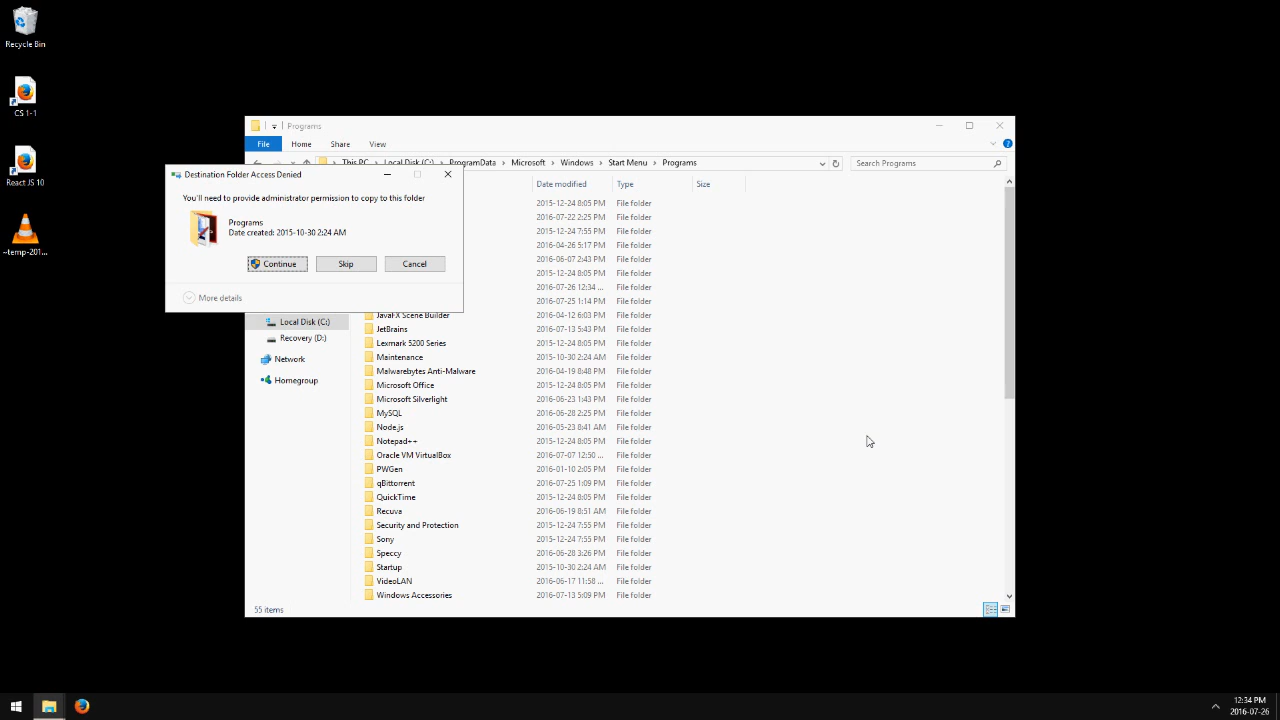 Recycle Bin
CS 1-1
React JS 10
~temp-201...
Programs
File Home Share View
This PC Local Disk (C:) ProgramData Microsoft Windows Start Menu Programs
Search Programs
Destination Folder Access Denied
You'll need to provide administrator permission to copy to this folder
Programs
Date created: 2015-10-30 2:24 AM
Continue Skip Cancel
More details
Date modified Type Size
2015-12-24 8:05 PM File folder
2016-07-22 2:25 PM File folder
2015-12-24 7:55 PM File folder
2016-04-26 5:17 PM File folder
2016-06-07 2:43 PM File folder
2015-12-24 8:05 PM File folder
2016-07-26 12:34 ... File folder
2016-07-25 1:14 PM File folder
JavaFX Scene Builder 2016-04-12 6:03 PM File folder
JetBrains 2016-07-13 5:43 PM File folder
Lexmark 5200 Series 2015-12-24 8:05 PM File folder
Maintenance 2015-10-30 2:24 AM File folder
Malwarebytes Anti-Malware 2016-04-19 8:48 PM File folder
Microsoft Office 2015-12-24 8:05 PM File folder
Microsoft Silverlight 2016-06-23 1:43 PM File folder
MySQL 2016-06-28 2:25 PM File folder
Node.js 2016-05-23 8:41 AM File folder
Notepad++ 2015-12-24 8:05 PM File folder
Oracle VM VirtualBox 2016-07-07 12:50 ... File folder
PWGen 2016-01-10 2:05 PM File folder
qBittorrent 2016-07-25 1:09 PM File folder
QuickTime 2015-12-24 8:05 PM File folder
Recuva 2016-06-19 8:51 AM File folder
Security and Protection 2015-12-24 7:55 PM File folder
Sony 2015-12-24 7:55 PM File folder
Speccy 2016-06-28 3:26 PM File folder
Startup 2015-10-30 2:24 AM File folder
VideoLAN 2016-06-17 11:58 ... File folder
Windows Accessories 2016-07-13 5:09 PM File folder
Local Disk (C:)
Recovery (D:)
Network
Homegroup
55 items
12:34 PM
2016-07-26